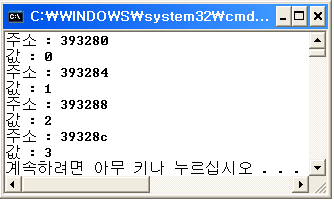 C:₩WINDOWS₩system32₩cmd...
주소 : 393280
값 : 0
주소 : 393284
값 : 1
주소 : 393288
값 : 2
주소 : 39328c
값 : 3
계속하려면 아무 키나 누르십시오 . . .